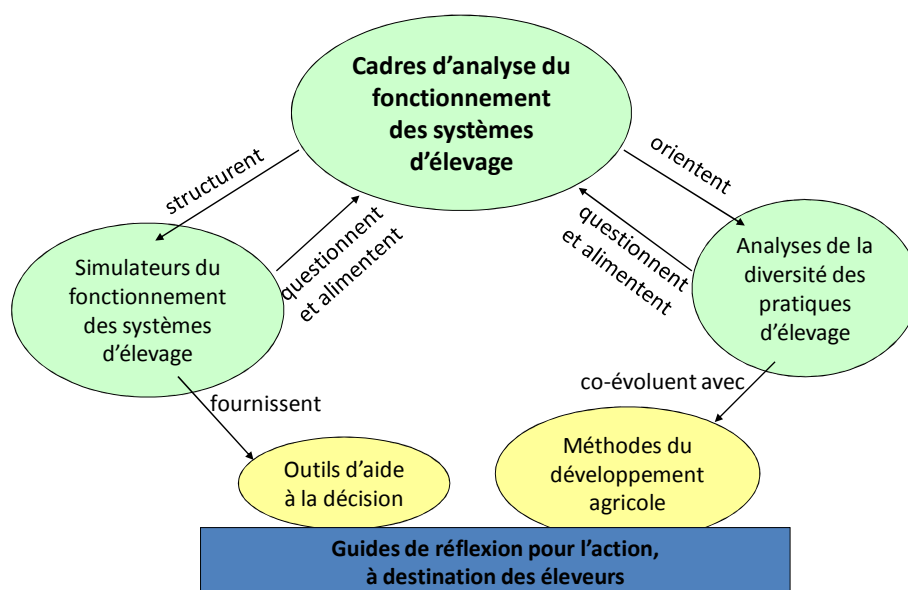 Cadres d'analyse du
fonctionnement
des systèmes
d'élevage
structurent
orientent
questionnent
et alimentent
questionnent
et alimentent
Simulateurs du
fonctionnement
des systèmes
d'élevage
Analyses de la
diversité des
pratiques
d'élevage
fournissent
co-évoluent avec
Outils d'aide
à la décision
Méthodes du
développement
agricole
Guides de réflexion pour l'action,
à destination des éleveurs